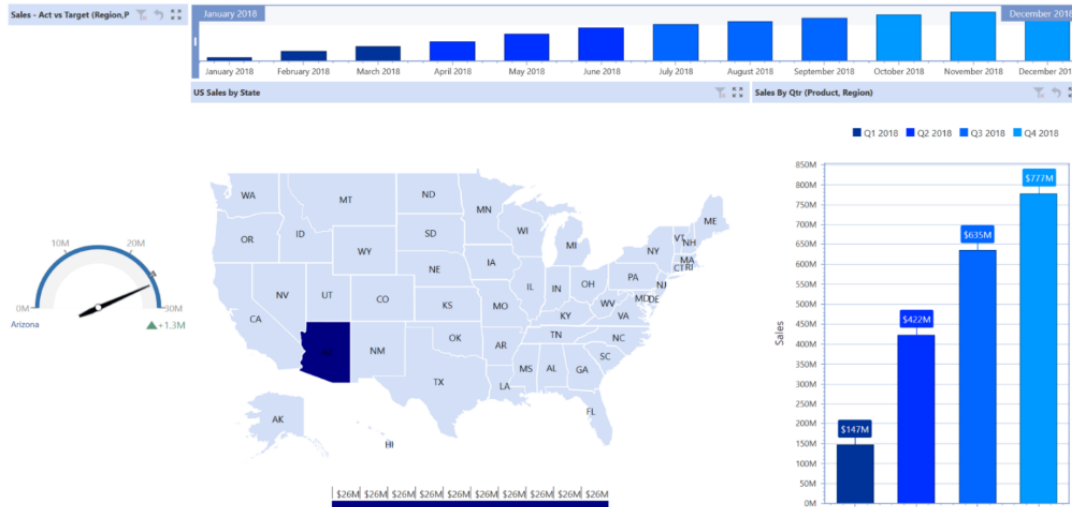 Sales - Act vs Target (Region,P
January 2018
December 2018
January 2018 February 2018 March 2018 April 2018 May 2018 June 2018 July 2018 August 2018 September 2018 October 2018 November 2018 December 2018
US Sales by State
Sales By Qtr (Product, Region)
Q1 2018 Q2 2018 Q3 2018 Q4 2018
0M 10M 20M 30M
Arizona
+1.3M
WA
MT
ND
MN
ME
OR
ID
SD
WI
MI
VT
NH
NY
WY
IA
MA
CT
RI
NE
PA
NJ
NV
UT
CO
IL
IN
OH
MD
DE
CA
KS
MO
WV
VA
KY
AZ
NM
OK
AR
TN
NC
SC
MS
AL
GA
TX
LA
AK
FL
HI
$26M $26M $26M $26M $26M $26M $26M $26M $26M $26M
Sales
850M
800M
750M
700M
650M
600M
550M
500M
450M
400M
350M
300M
250M
200M
150M
100M
50M
0M
$147M
$422M
$635M
$777M